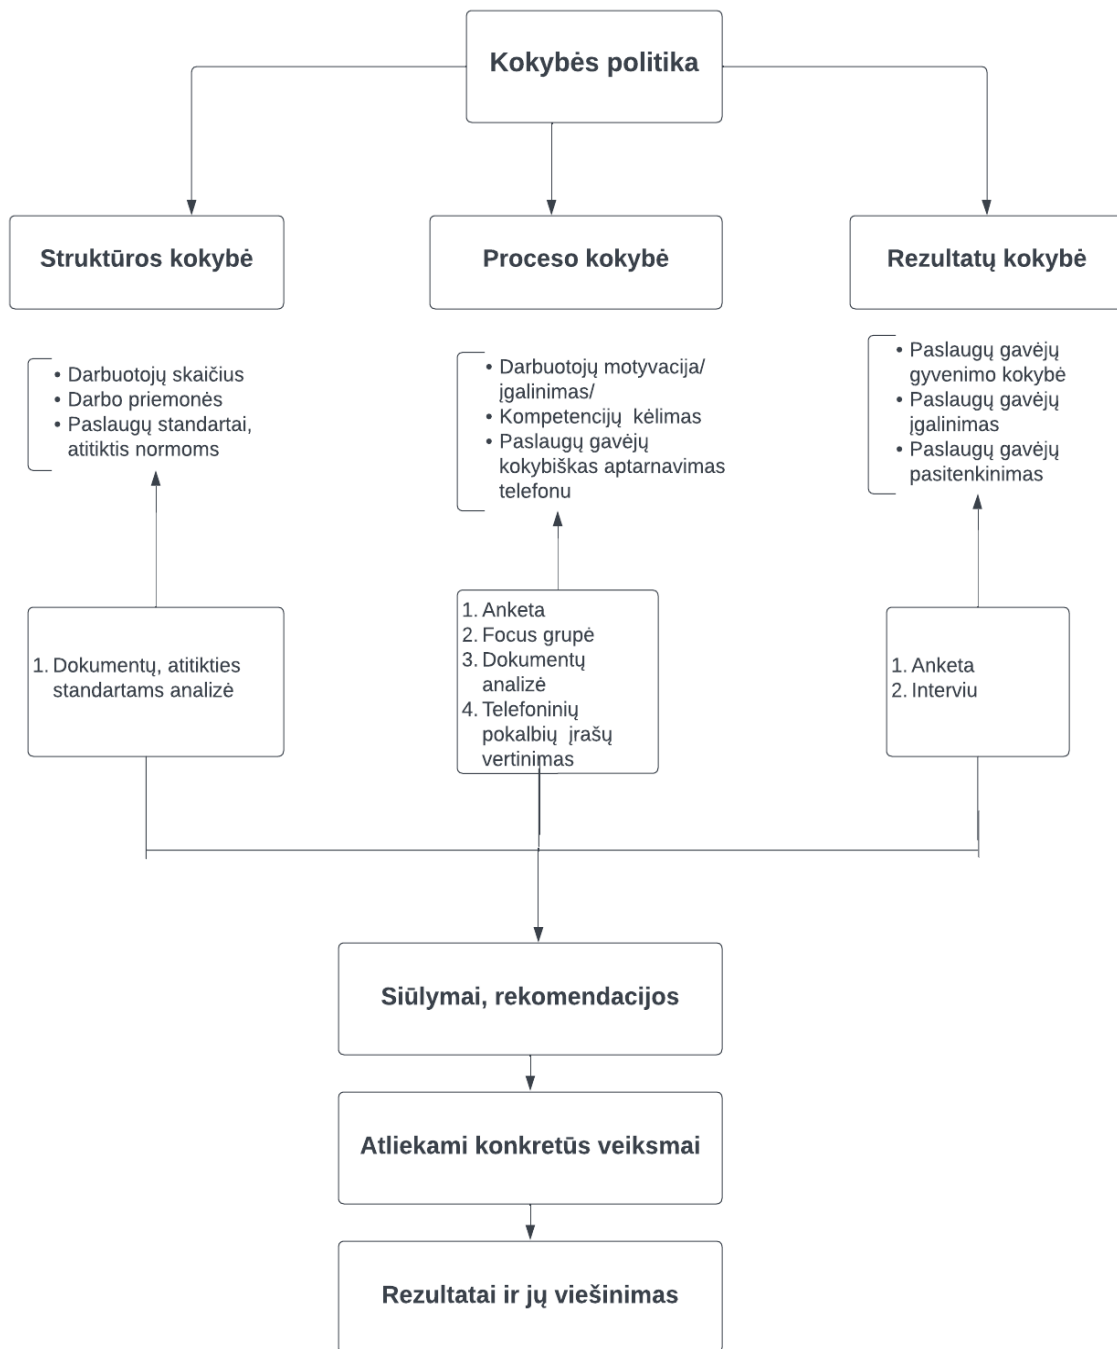 Kokybės politika
Struktūros kokybė
Proceso kokybė
Rezultatų kokybė
• Darbuotojų skaičius
• Darbo priemonės
• Paslaugų standartai,
atitiktis normoms
• Darbuotojų motyvacija/
įgalinimas/
• Kompetencijų kėlimas
• Paslaugų gavėjų
kokybiškas aptarnavimas
telefonu
• Paslaugų gavėjų
gyvenimo kokybė
• Paslaugų gavėjų
įgalinimas
• Paslaugų gavėjų
pasitenkinimas
1. Dokumentų, atitikties
standartams analizė
1. Anketa
2. Focus grupė
3. Dokumentų
analizė
4. Telefoninių
pokalbių įrašų
vertinimas
1. Anketa
2. Interviu
Siūlymai, rekomendacijos
Atliekami konkretūs veiksmai
Rezultatai ir jų viešinimas